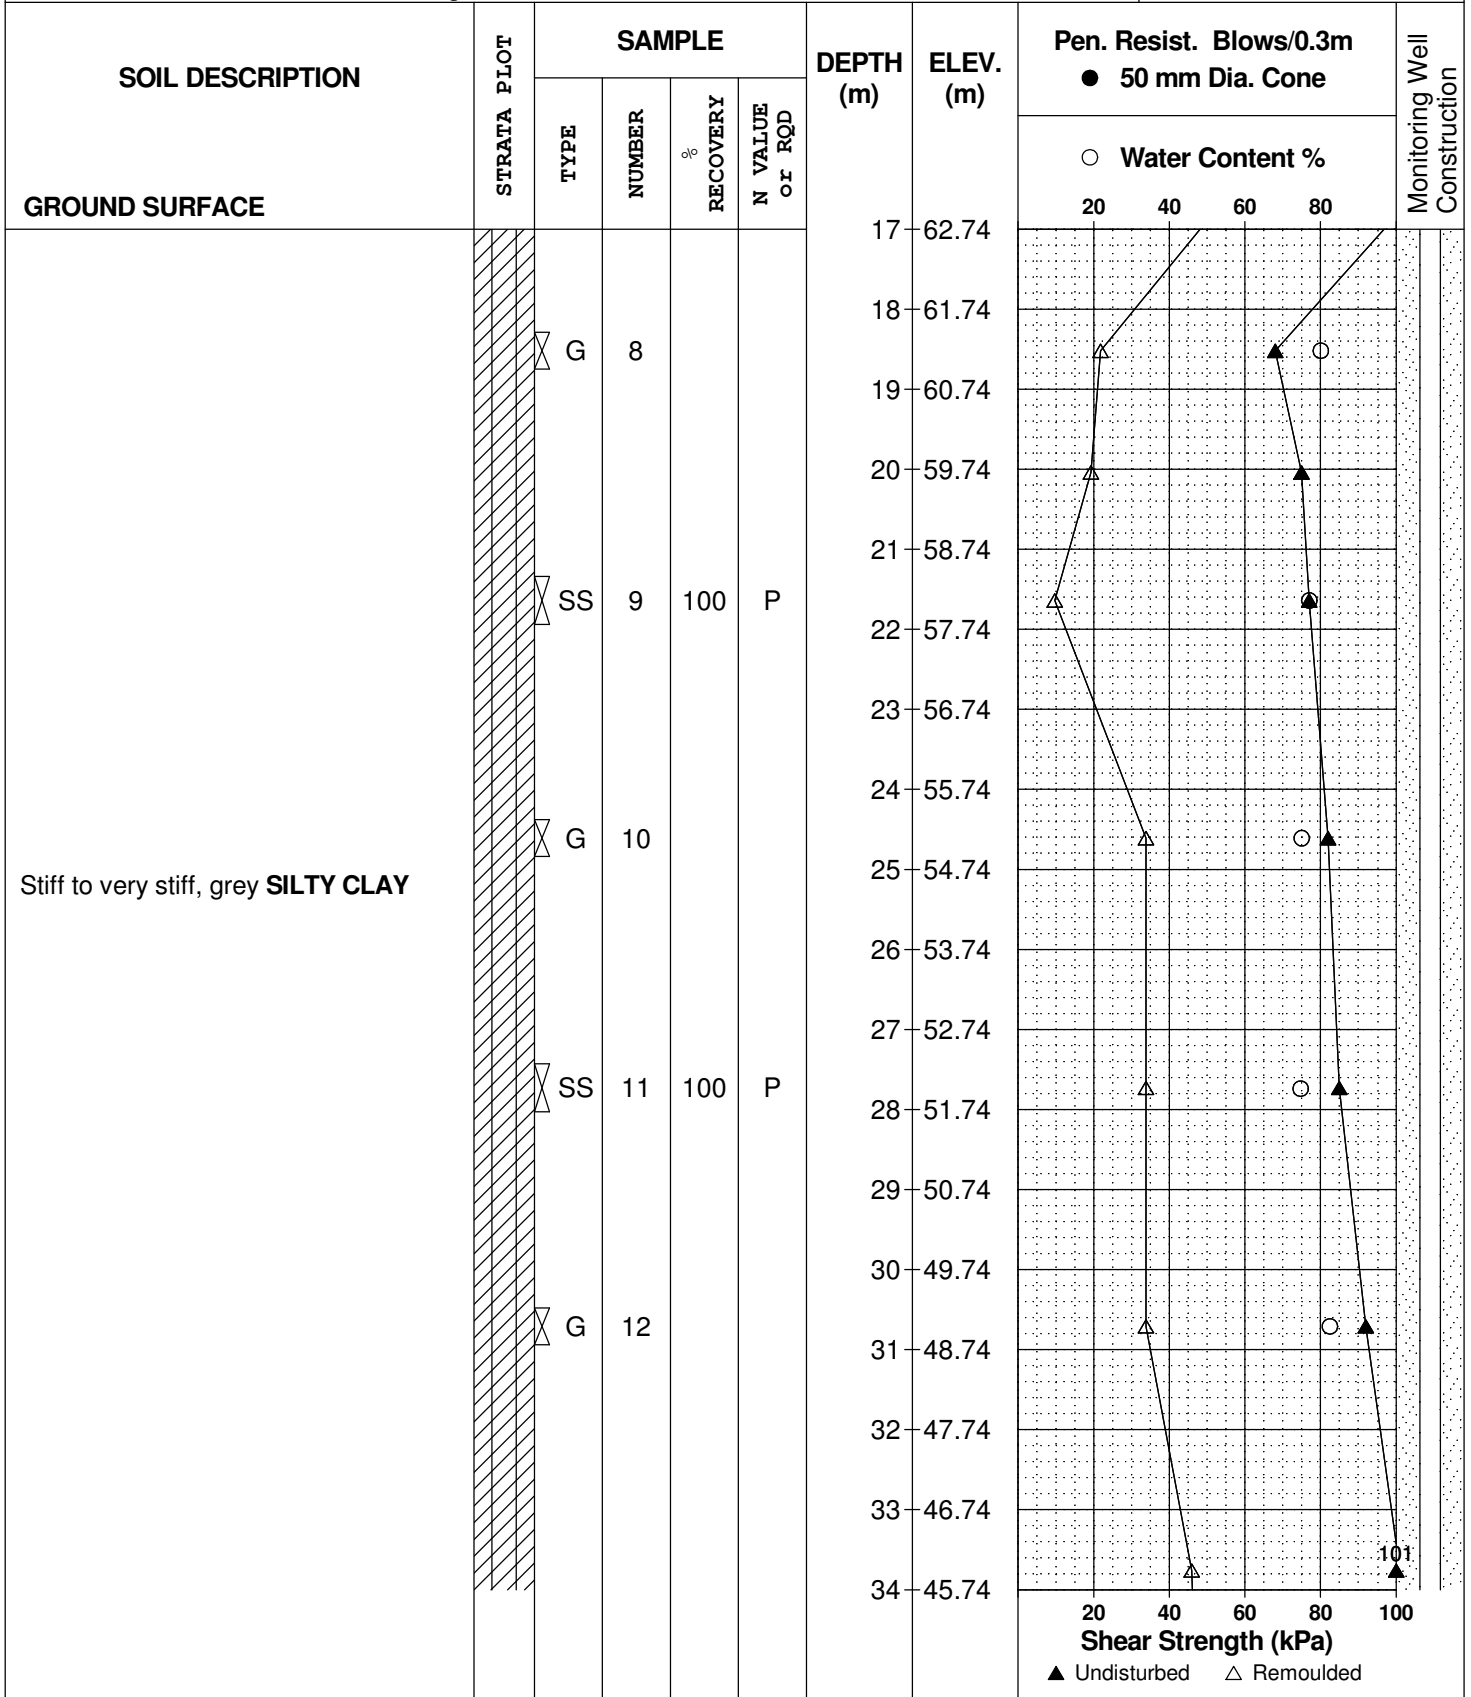 SOIL DESCRIPTION
GROUND SURFACE
STRATA PLOT
SAMPLE
TYPE
NUMBER
%
RECOVERY
N VALUE
or RQD
DEPTH
(m)
ELEV.
(m)
Pen. Resist. Blows/0.3m
● 50 mm Dia. Cone
○ Water Content %
20 40 60 80
Monitoring Well
Construction
17 62.74
18 61.74
G 8
19 60.74
20 59.74
21 58.74
SS 9 100 P
22 57.74
23 56.74
24 55.74
G 10
25 54.74
Stiff to very stiff, grey SILTY CLAY
26 53.74
27 52.74
SS 11 100 P
28 51.74
29 50.74
30 49.74
G 12
31 48.74
32 47.74
33 46.74
101
34 45.74
20 40 60 80 100
Shear Strength (kPa)
▲ Undisturbed △ Remoulded